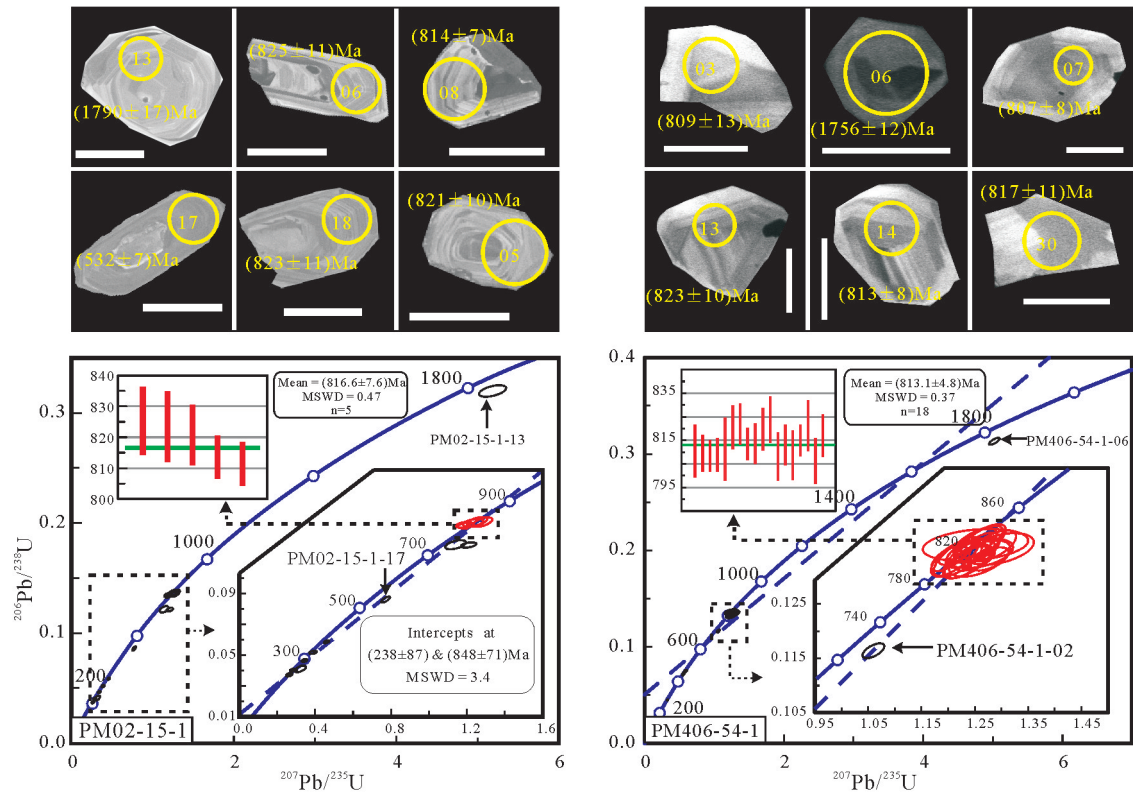 13
(1790±17)Ma
(825±11)Ma
06
(814±7)Ma
08
17
(532±7)Ma
18
(823±11)Ma
(821±10)Ma
05
03
(809±13)Ma
06
(1756±12)Ma
07
(807±8)Ma
13
(823±10)Ma
14
(813±8)Ma
(817±11)Ma
30
840
830
820
810
800
Mean = (816.6±7.6)Ma
MSWD = 0.47
n=5
1800
PM02-15-1-13
0.3
0.2
0.1
0.0
206Pb/238U
1000
200
900
700
PM02-15-1-17
500
300
0.09
0.05
0.03
0.01
Intercepts at
(238±87) & (848±71)Ma
MSWD = 3.4
0.0
0.4
0.8
1.2
1.6
PM02-15-1
0
2
4
6
207Pb/235U
0.4
0.3
0.2
0.1
0.0
835
815
795
Mean = (813.1±4.8)Ma
MSWD = 0.37
n=18
1800
PM406-54-1-06
1400
1000
600
200
860
820
780
740
PM406-54-1-02
0.125
0.115
0.105
0.95
1.05
1.15
1.25
1.35
1.45
PM406-54-1
0
2
4
6
207Pb/235U